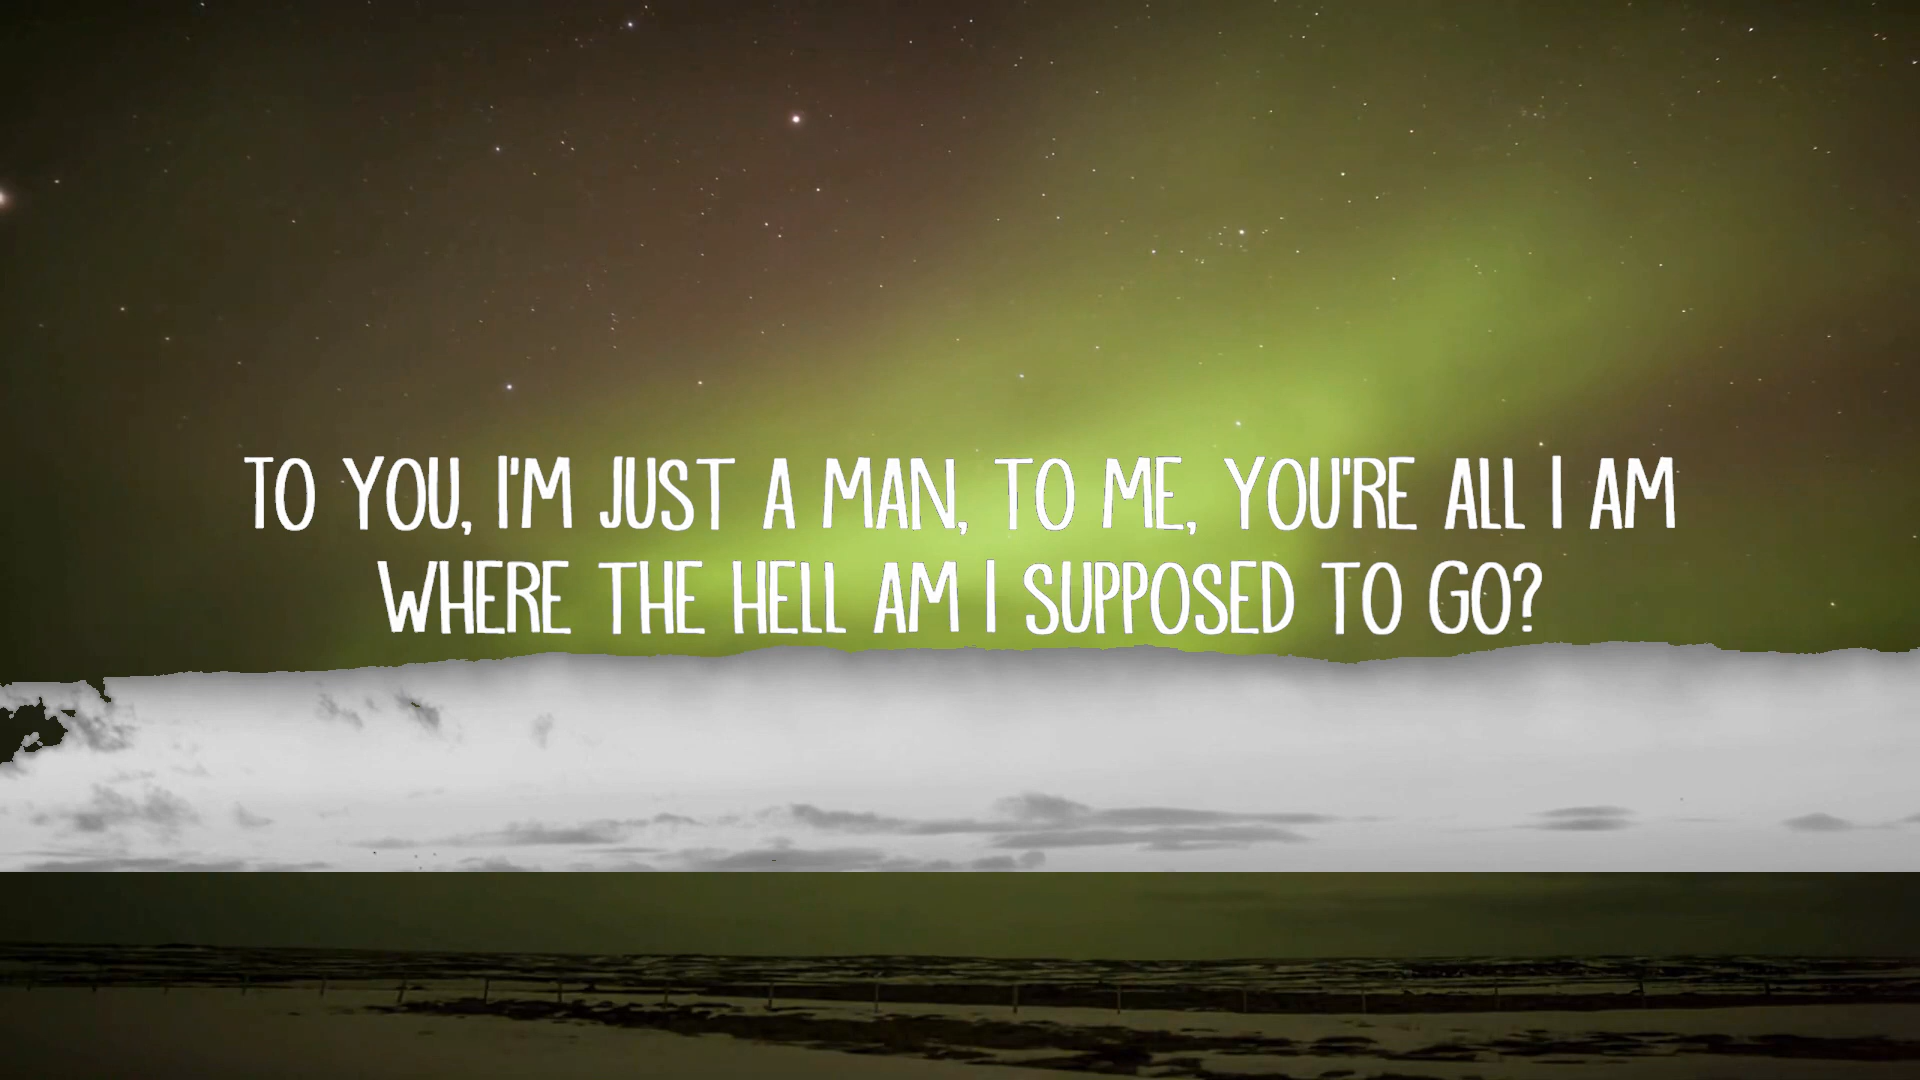 TO YOU, I'M JUST A MAN, TO ME, YOU'RE ALL I AM
WHERE THE HELL AM I SUPPOSED TO GO?